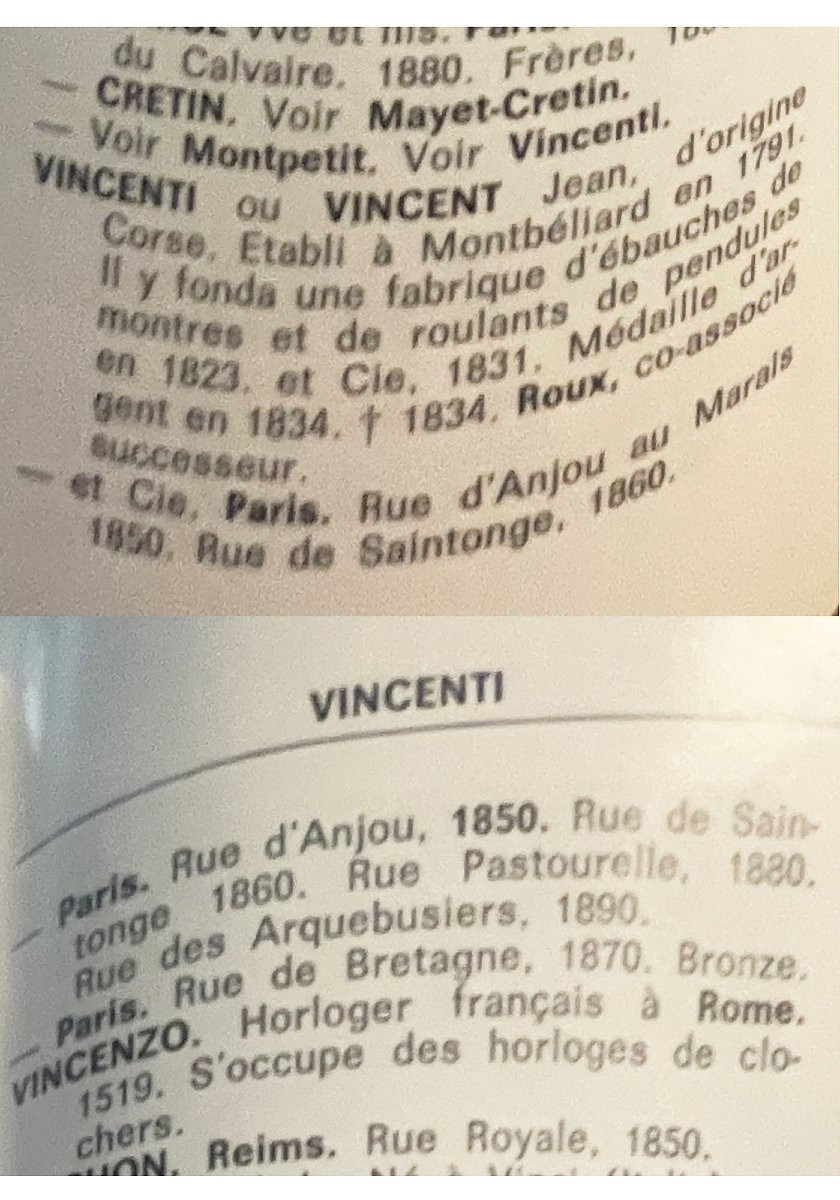 Vve et fils. Paris.
du Calvaire. 1880. Frères,
— CRETIN. Voir Mayet-Cretin.
— Voir Montpetit. Voir Vincenti.
VINCENTI ou VINCENT Jean, d'origine
Corse. Etabli à Montbéliard en 1791.
Il y fonda une fabrique d'ébauches de
montres et de roulants de pendules
en 1823. et Cie, 1831. Médaille d'ar-
gent en 1834. † 1834. Roux, co-associé
successeur.
— et Cie. Paris. Rue d'Anjou au Marais
1850. Rue de Saintonge, 1860.
VINCENTI
— Paris. Rue d'Anjou, 1850. Rue de Sain-
tonge 1860. Rue Pastourelle, 1880.
Rue des Arquebusiers, 1890.
— Paris. Rue de Bretagne, 1870. Bronze.
VINCENZO. Horloger français à Rome.
1519. S'occupe des horloges de clo-
chers.
Reims. Rue Royale, 1850.